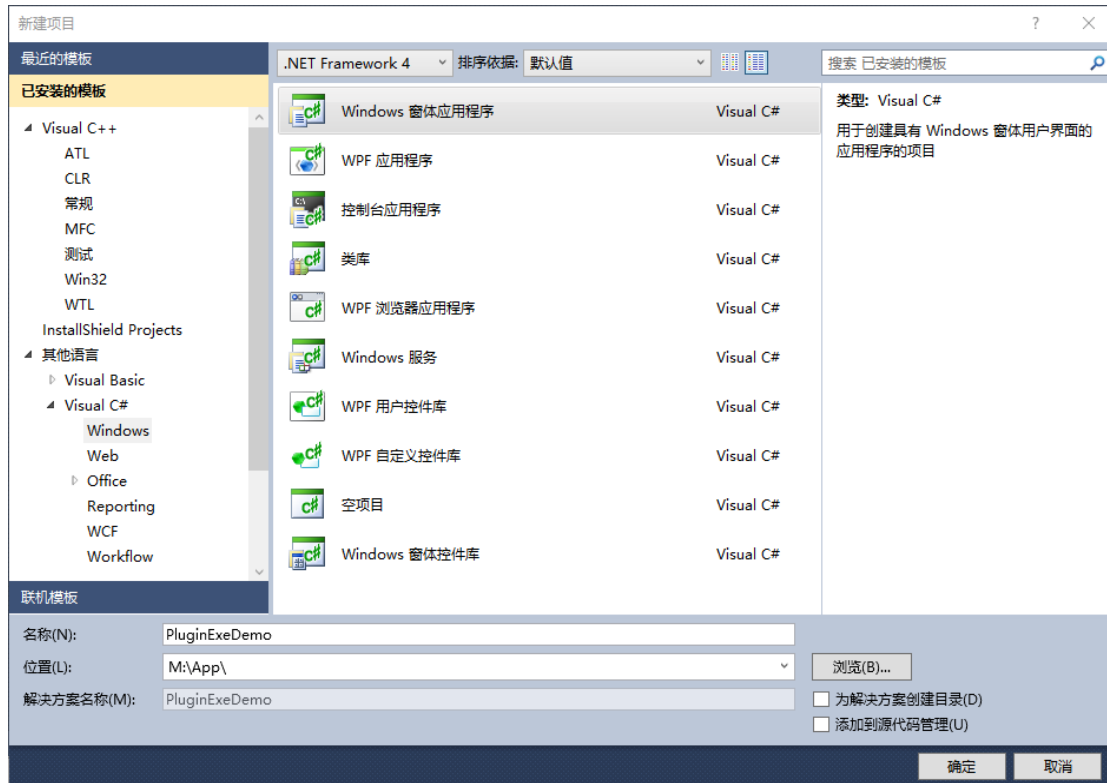 新建项目
?
最近的模板
已安装的模板
Visual C++
ATL
CLR
常规
MFC
测试
Win32
WTL
InstallShield Projects
其他语言
Visual Basic
Visual C#
Windows
Web
Office
Reporting
WCF
Workflow
联机模板
.NET Framework 4 排序依据: 默认值
Windows 窗体应用程序 Visual C#
WPF 应用程序 Visual C#
控制台应用程序 Visual C#
类库 Visual C#
WPF 浏览器应用程序 Visual C#
Windows 服务 Visual C#
WPF 用户控件库 Visual C#
WPF 自定义控件库 Visual C#
空项目 Visual C#
Windows 窗体控件库 Visual C#
搜索 已安装的模板
类型: Visual C#
用于创建具有 Windows 窗体用户界面的
应用程序的项目
名称(N): PluginExeDemo
位置(L): M:\App\ 浏览(B)...
解决方案名称(M): PluginExeDemo
为解决方案创建目录(D)
添加到源代码管理(U)
确定 取消